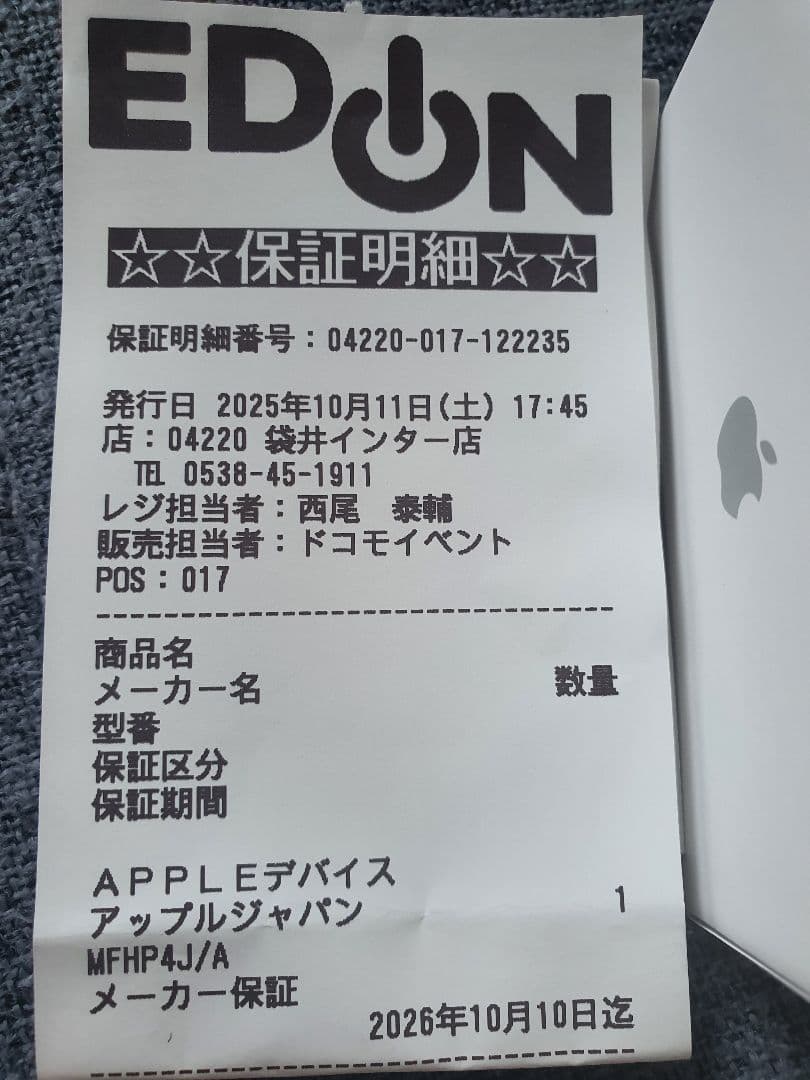 EDION
☆☆保証明細☆☆
保証明細番号：04220-017-122235
発行日 2025年10月11日(土) 17:45
店：04220 袋井インター店
TEL 0538-45-1911
レジ担当者：西尾　泰輔
販売担当者：ドコモイベント
POS：017
商品名
メーカー名 数量
型番
保証区分
保証期間
ＡＰＰＬＥデバイス
アップルジャパン 1
MFHP4J/A
メーカー保証
2026年10月10日迄